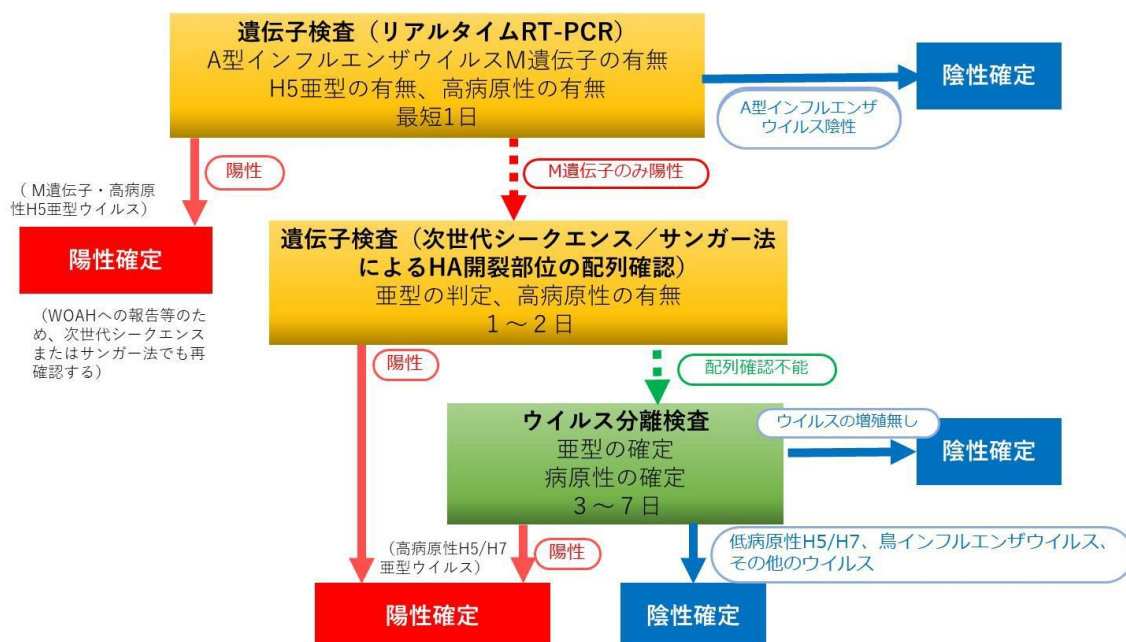 遺伝子検査（リアルタイムRT-PCR）
A型インフルエンザウイルスM遺伝子の有無
H5亜型の有無、高病原性の有無
最短1日
陰性確定
A型インフルエンザ
ウイルス陰性
陽性
M遺伝子のみ陽性
（ M遺伝子・高病原
性H5亜型ウイルス）
陽性確定
（WOAHへの報告等のた
め、次世代シークエンス
またはサンガー法でも再
確認する）
遺伝子検査（次世代シークエンス／サンガー法
によるHA開裂部位の配列確認）
亜型の判定、高病原性の有無
１～２日
陽性
配列確認不能
ウイルス分離検査
亜型の確定
病原性の確定
３～７日
ウイルスの増殖無し
陰性確定
（高病原性H5/H7
亜型ウイルス）
陽性
低病原性H5/H7、鳥インフルエンザウイルス、
その他のウイルス
陽性確定
陰性確定